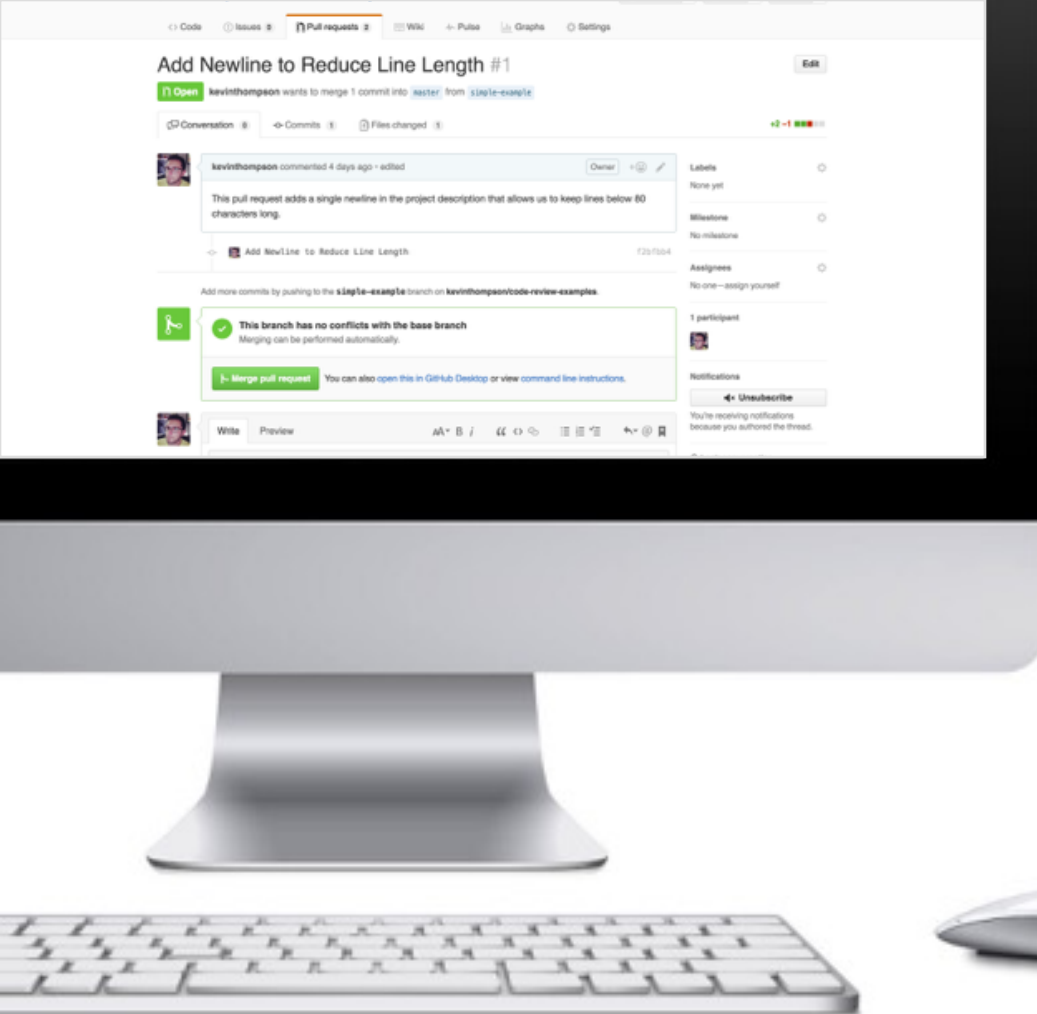 Code Issues 0 Pull requests 2 Wiki Pulse Graphs Settings
Add Newline to Reduce Line Length #1
Edit
Open kevinthompson wants to merge 1 commit into master from simple-example
Conversation 0 Commits 1 Files changed 1
+2 −1
kevinthompson commented 4 days ago • edited
Owner
This pull request adds a single newline in the project description that allows us to keep lines below 80
characters long.
Add Newline to Reduce Line Length
Add more commits by pushing to the simple-example branch on kevinthompson/code-review-examples.
This branch has no conflicts with the base branch
Merging can be performed automatically.
Merge pull request You can also open this in GitHub Desktop or view command line instructions.
Write Preview
AA B i
Labels
None yet
Milestone
No milestone
Assignees
No one—assign yourself
1 participant
Notifications
Unsubscribe
You're receiving notifications
because you authored the thread.